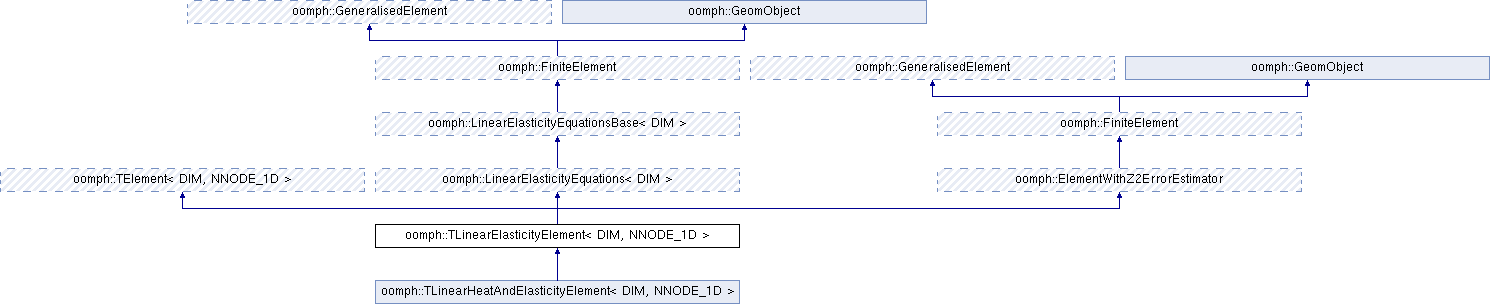 oomph::GeneralisedElement
oomph::GeomObject
oomph::FiniteElement
oomph::GeneralisedElement
oomph::GeomObject
oomph::LinearElasticityEquationsBase< DIM >
oomph::FiniteElement
oomph::TElement< DIM, NNODE_1D >
oomph::LinearElasticityEquations< DIM >
oomph::ElementWithZ2ErrorEstimator
oomph::TLinearElasticityElement< DIM, NNODE_1D >
oomph::TLinearHeatAndElasticityElement< DIM, NNODE_1D >